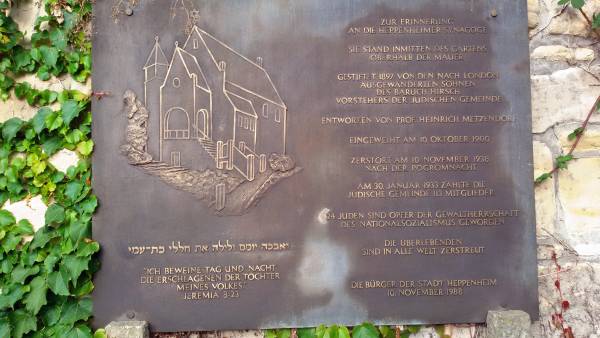 ZUR ERINNERUNG
AN DIE HEPPENHEIMER SYNAGOGE
SIE STAND INMITTEN DES GARTENS
OBERHALB DER MAUER
GESTIFTET 1897 VON DEN NACH LONDON
AUSGEWANDERTEN SÖHNEN
DES BARUCH HIRSCH,
VORSTEHERS DER JÜDISCHEN GEMEINDE
ENTWORFEN VON PROF. HEINRICH METZENDORF
EINGEWEIHT AM 10. OKTOBER 1900
ZERSTÖRT AM 10. NOVEMBER 1938
NACH DER POGROMNACHT
AM 30. JANUAR 1933 ZÄHLTE DIE
JÜDISCHE GEMEINDE 113 MITGLIEDER
24 JUDEN SIND OPFER DER GEWALTHERRSCHAFT
DES NATIONALSOZIALISMUS GEWORDEN
DIE ÜBERLEBENDEN
SIND IN ALLE WELT ZERSTREUT
DIE BÜRGER DER STADT HEPPENHEIM
10. NOVEMBER 1988
ואבכה יומם ולילה את חללי בת-עמי
"ICH BEWEINE TAG UND NACHT
DIE ERSCHLAGENEN DER TOCHTER
MEINES VOLKES"
JEREMIA 8-23